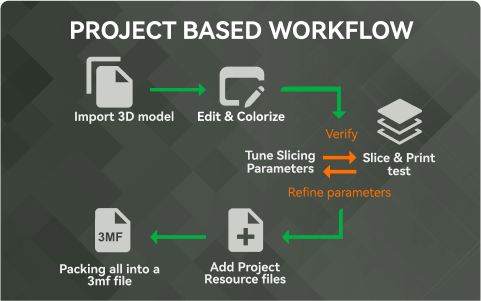 PROJECT BASED WORKFLOW
Import 3D model
Edit & Colorize
Verify
Tune Slicing
Parameters
Slice & Print
test
Refine parameters
3MF
Packing all into a
3mf file
Add Project
Resource files